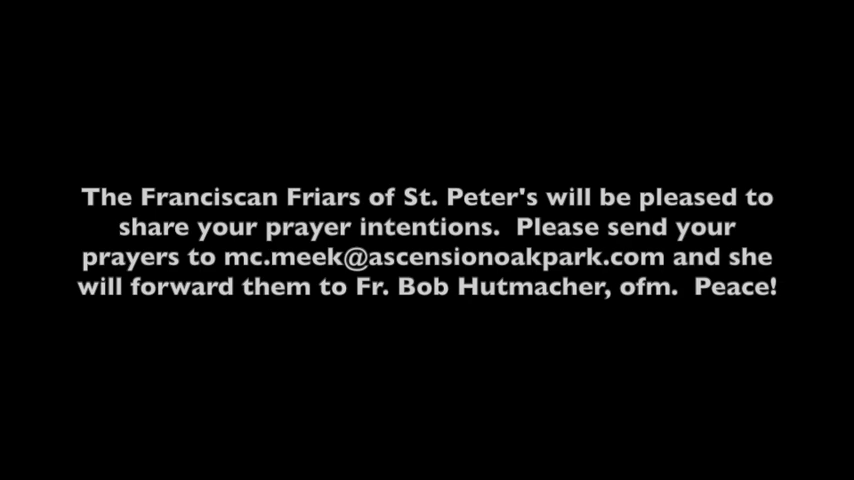 The Franciscan Friars of St. Peter's will be pleased to
share your prayer intentions.  Please send your
prayers to mc.meek@ascensionoakpark.com and she
will forward them to Fr. Bob Hutmacher, ofm.  Peace!